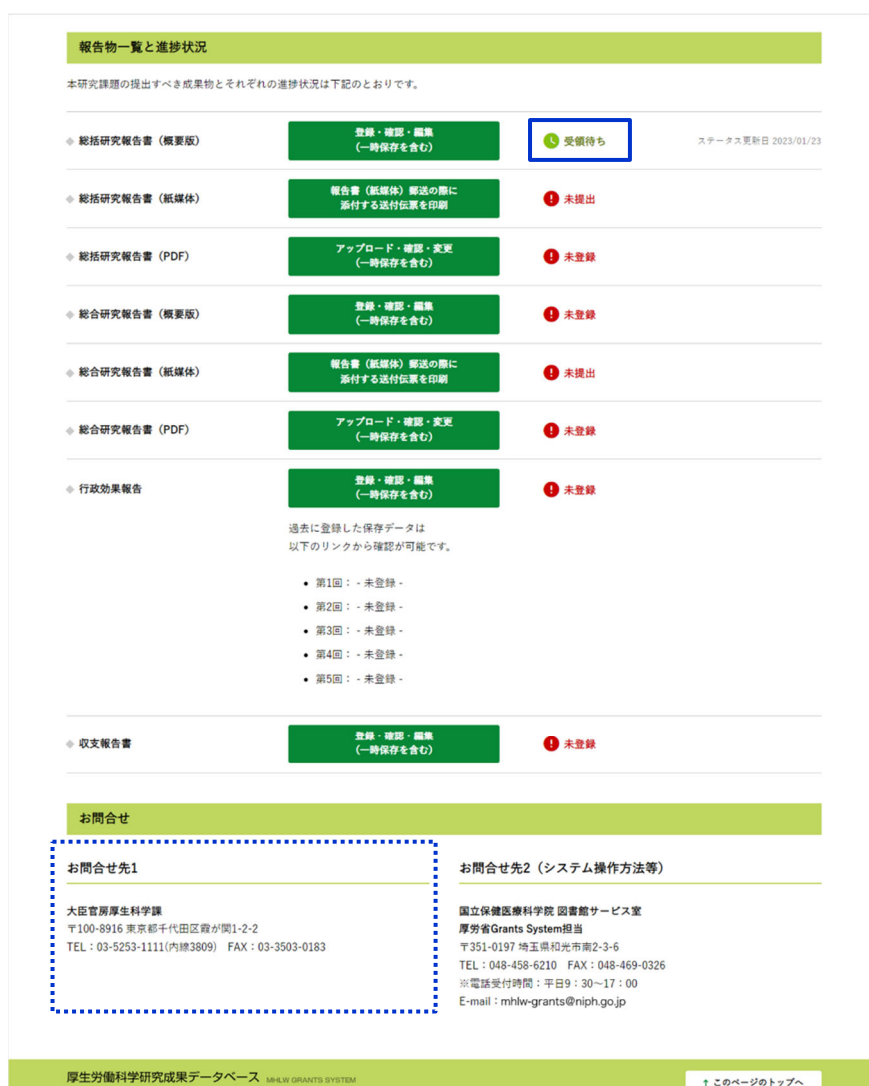 報告物一覧と進捗状況
本研究課題の提出すべき成果物とそれぞれの進捗状況は下記のとおりです。
総括研究報告書（概要版）
登録・確認・編集
（一時保存を含む）
受領待ち
ステータス更新日 2023/01/23
総括研究報告書（紙媒体）
報告書（紙媒体）郵送の際に
添付する送付伝票を印刷
未提出
総括研究報告書（PDF）
アップロード・確認・変更
（一時保存を含む）
未登録
総合研究報告書（概要版）
登録・確認・編集
（一時保存を含む）
未登録
総合研究報告書（紙媒体）
報告書（紙媒体）郵送の際に
添付する送付伝票を印刷
未提出
総合研究報告書（PDF）
アップロード・確認・変更
（一時保存を含む）
未登録
行政効果報告
登録・確認・編集
（一時保存を含む）
未登録
過去に登録した保存データは
以下のリンクから確認が可能です。
• 第1回： - 未登録 -
• 第2回： - 未登録 -
• 第3回： - 未登録 -
• 第4回： - 未登録 -
• 第5回： - 未登録 -
収支報告書
登録・確認・編集
（一時保存を含む）
未登録
お問合せ
お問合せ先1
大臣官房厚生科学課
〒100-8916 東京都千代田区霞が関1-2-2
TEL：03-5253-1111(内線3809) FAX：03-3503-0183
お問合せ先2（システム操作方法等）
国立保健医療科学院 図書館サービス室
厚労省Grants System担当
〒351-0197 埼玉県和光市南2-3-6
TEL：048-458-6210 FAX：048-469-0326
※電話受付時間：平日9：30～17：00
E-mail：mhlw-grants@niph.go.jp
厚生労働科学研究成果データベース MHLW GRANTS SYSTEM
↑ このページのトップへ